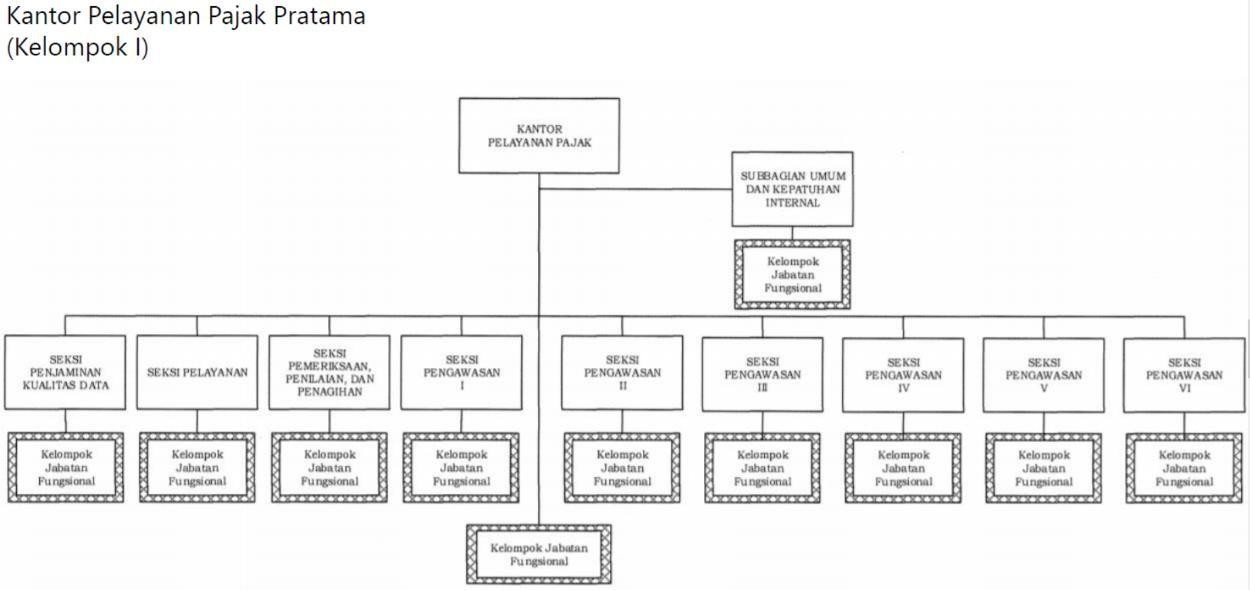 Kantor Pelayanan Pajak Pratama
(Kelompok I)
KANTOR
PELAYANAN PAJAK
SUBBAGIAN UMUM
DAN KEPATUHAN
INTERNAL
Kelompok
Jabatan
Fungsional
SEKSI
PENJAMINAN
KUALITAS DATA
SEKSI PELAYANAN
SEKSI
PEMERIKSAAN,
PENILAIAN, DAN
PENAGIHAN
SEKSI
PENGAWASAN
I
SEKSI
PENGAWASAN
II
SEKSI
PENGAWASAN
III
SEKSI
PENGAWASAN
IV
SEKSI
PENGAWASAN
V
SEKSI
PENGAWASAN
VI
Kelompok
Jabatan
Fungsional
Kelompok
Jabatan
Fungsional
Kelompok
Jabatan
Fungsional
Kelompok
Jabatan
Fungsional
Kelompok
Jabatan
Fungsional
Kelompok
Jabatan
Fungsional
Kelompok
Jabatan
Fungsional
Kelompok
Jabatan
Fungsional
Kelompok
Jabatan
Fungsional
Kelompok Jabatan
Fungsional